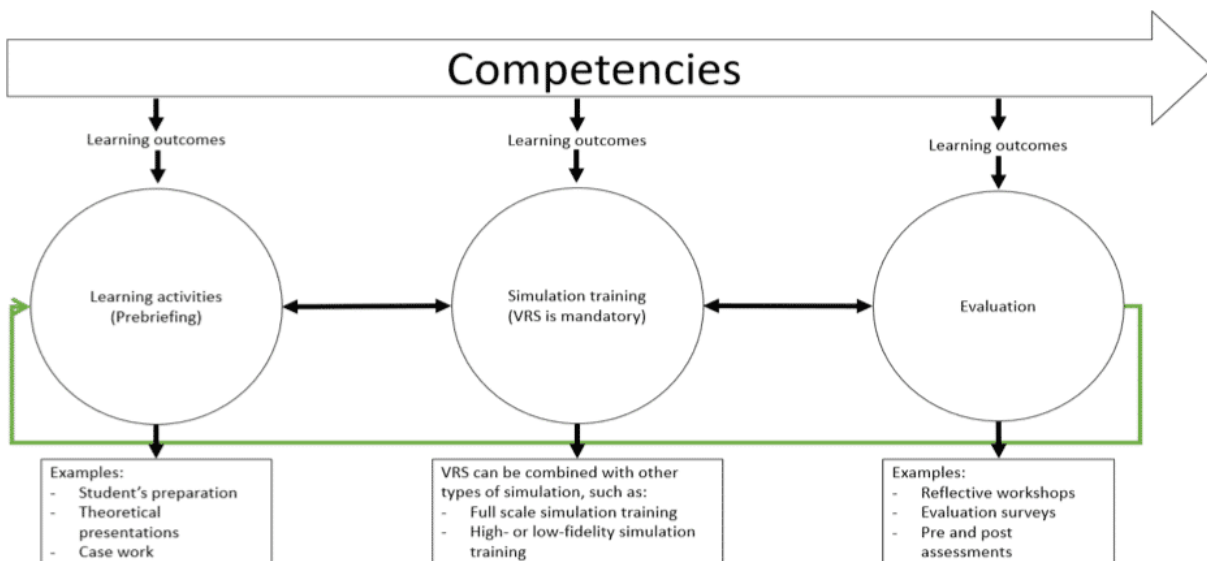 Competencies
Learning outcomes
Learning outcomes
Learning outcomes
Learning activities
(Prebriefing)
Simulation training
(VRS is mandatory)
Evaluation
Examples:
- Student's preparation
- Theoretical
presentations
- Case work
VRS can be combined with other
types of simulation, such as:
- Full scale simulation training
- High- or low-fidelity simulation
training
Examples:
- Reflective workshops
- Evaluation surveys
- Pre and post
assessments